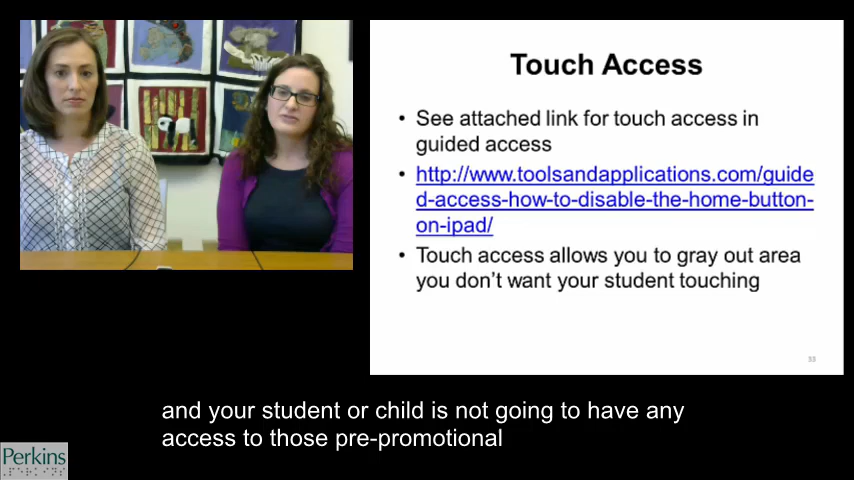 Touch Access
• See attached link for touch access in
guided access
• http://www.toolsandapplications.com/guide
d-access-how-to-disable-the-home-button-
on-ipad/
• Touch access allows you to gray out area
you don't want your student touching
33
and your student or child is not going to have any
access to those pre-promotional
Perkins